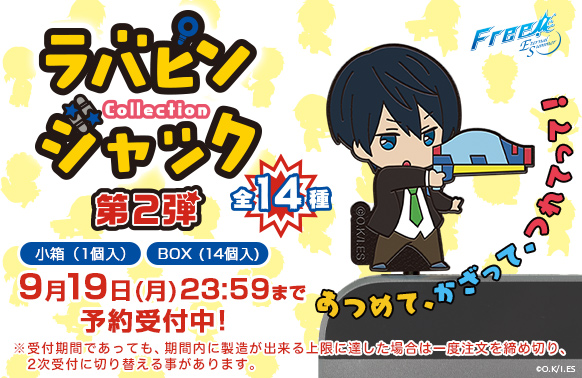 ラバピン
Collection
ジャック
第2弾
全14種
小箱（1個入）
BOX（14個入）
9月19日(月)23:59まで
予約受付中!
Free!
Eternal Summer
あつめて、かざって、つれてって!
©O.K/I.ES
※受付期間であっても、期間内に製造が出来る上限に達した場合は一度注文を締め切り、
2次受付に切り替える事があります。
©O.K/I.ES